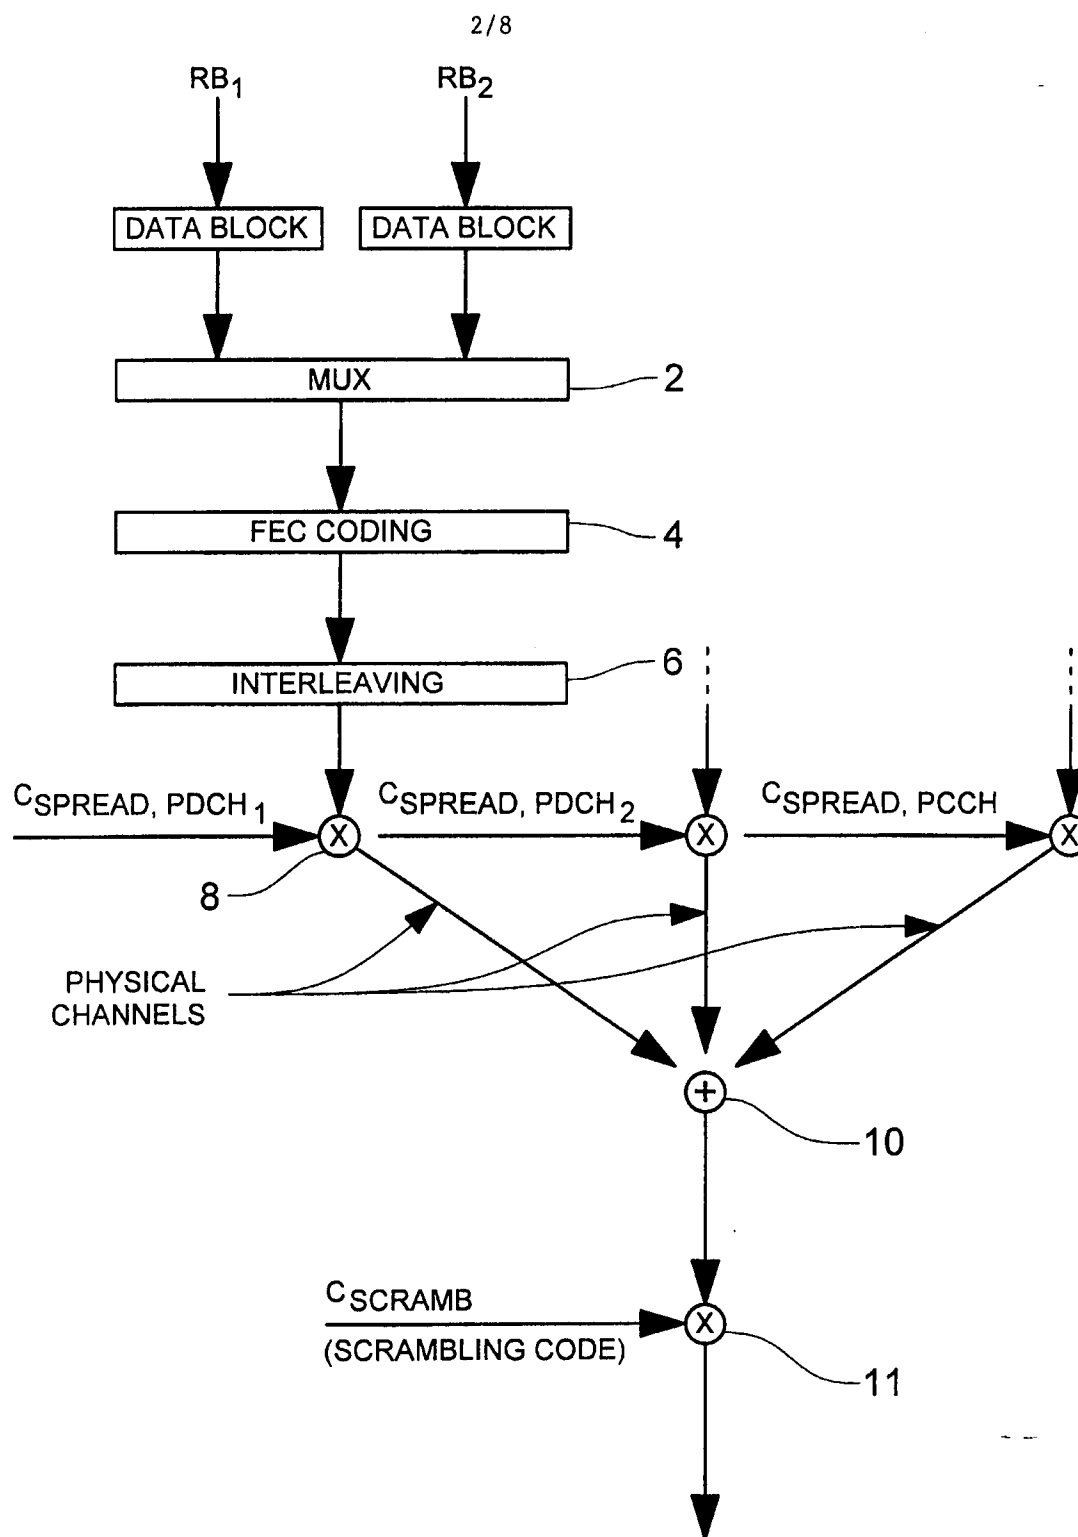 2/8
RB1 RB2
DATA BLOCK DATA BLOCK
MUX 2
FEC CODING 4
INTERLEAVING 6
CSPREAD, PDCH1 CSPREAD, PDCH2 CSPREAD, PCCH
X X X
8
PHYSICAL
CHANNELS
+
10
CSCRAMB
X
(SCRAMBLING CODE)
11